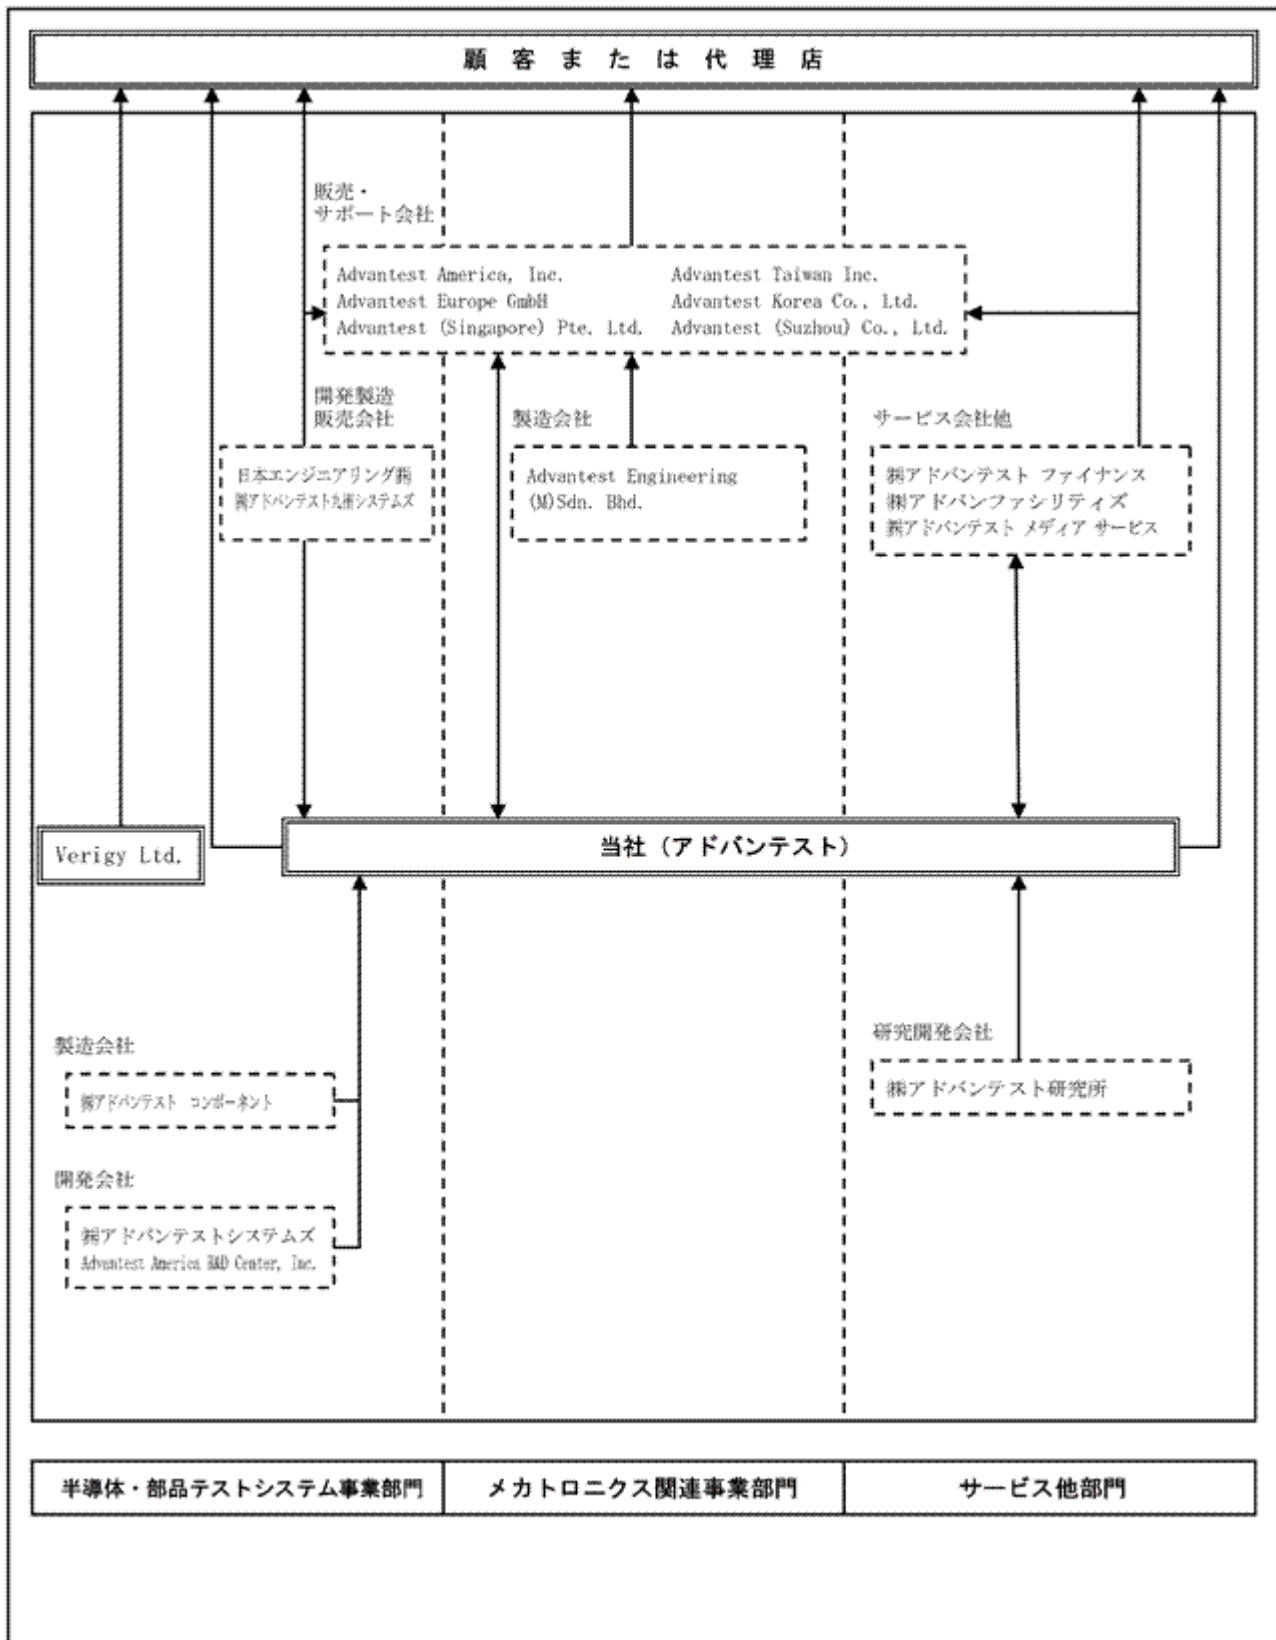 顧客または代理店
販売・
サポート会社
Advantest America, Inc.
Advantest Taiwan Inc.
Advantest Europe GmbH
Advantest Korea Co., Ltd.
Advantest (Singapore) Pte. Ltd.
Advantest (Suzhou) Co., Ltd.
開発製造
販売会社
製造会社
サービス会社他
日本エンジニアリング㈱
㈱アドバンテスト九州システムズ
Advantest Engineering
(M)Sdn. Bhd.
㈱アドバンテスト ファイナンス
㈱アドバンファシリティズ
㈱アドバンテスト メディア サービス
Verigy Ltd.
当社（アドバンテスト）
製造会社
㈱アドバンテスト コンポーネント
研究開発会社
㈱アドバンテスト研究所
開発会社
㈱アドバンテストシステムズ
Advantest America R&D Center, Inc.
半導体・部品テストシステム事業部門
メカトロニクス関連事業部門
サービス他部門